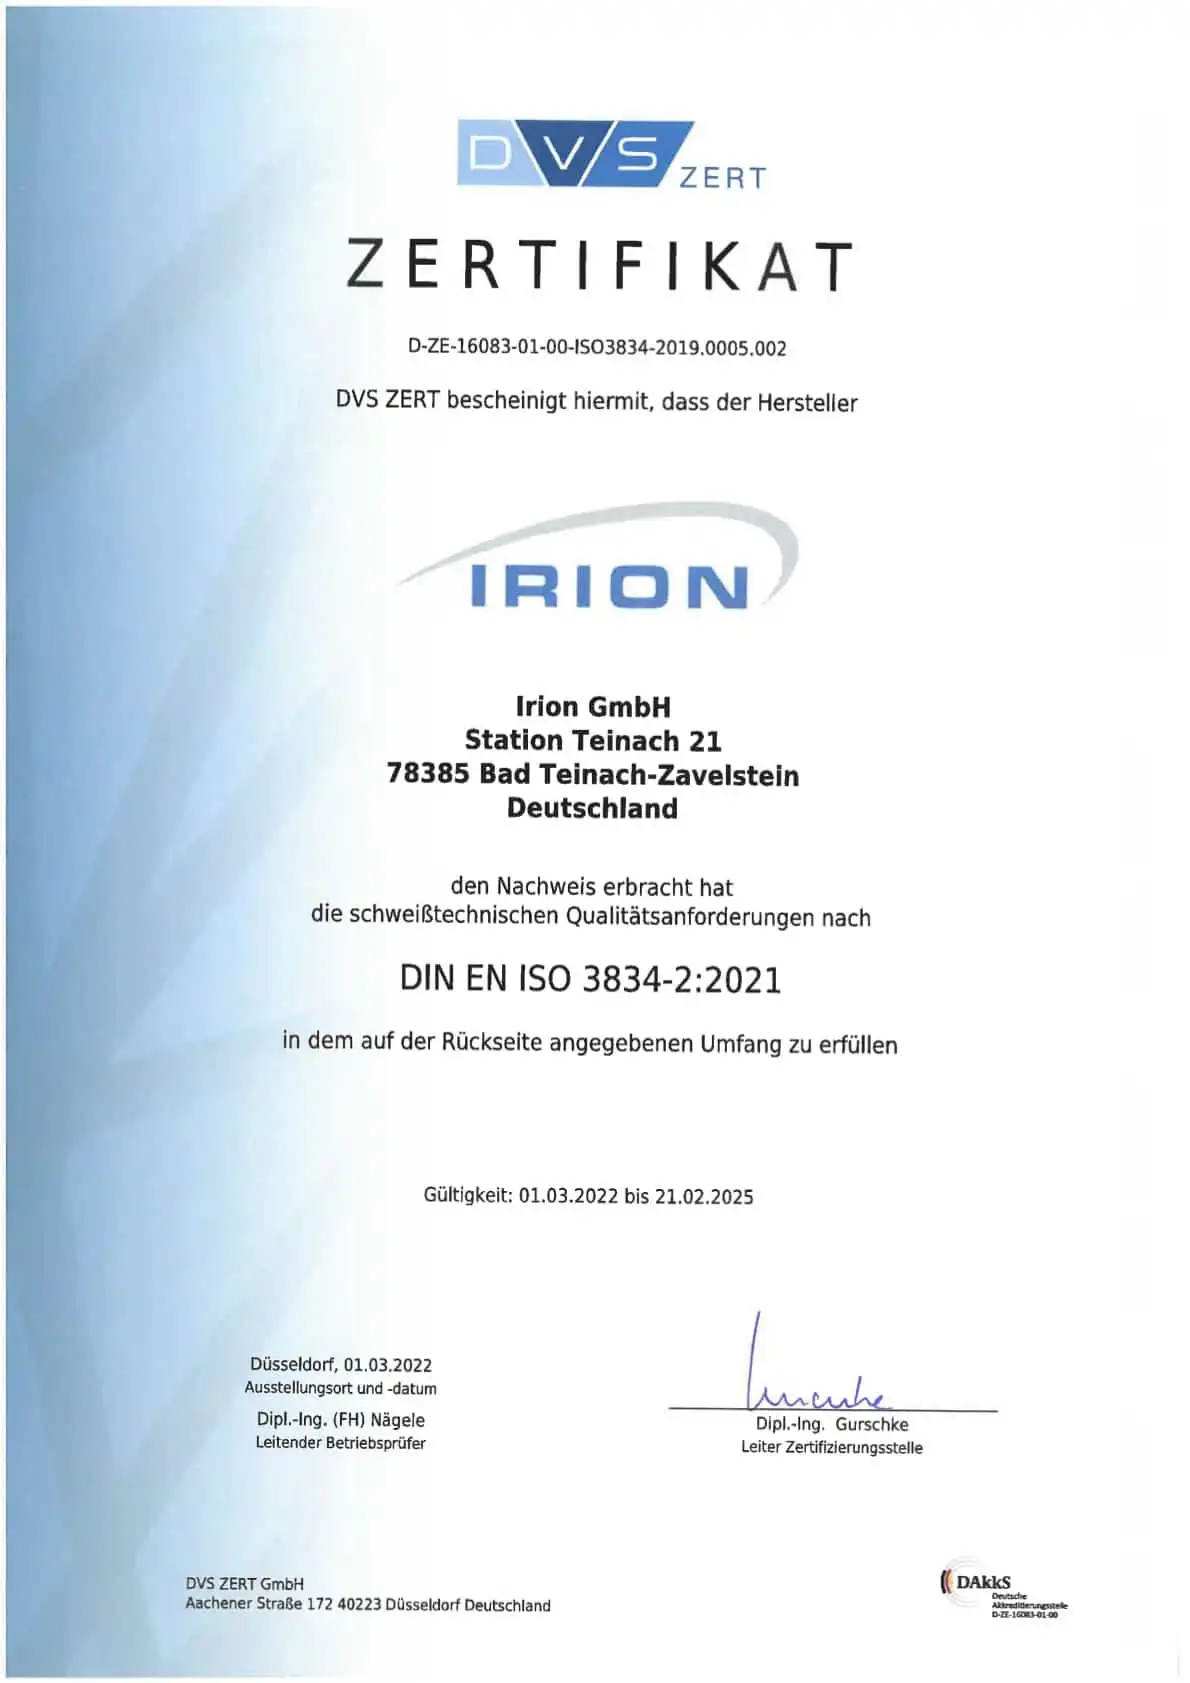 DVS ZERT
ZERTIFIKAT
D-ZE-16083-01-00-ISO3834-2019.0005.002
DVS ZERT bescheinigt hiermit, dass der Hersteller
IRION
Irion GmbH
Station Teinach 21
78385 Bad Teinach-Zavelstein
Deutschland
den Nachweis erbracht hat
die schweißtechnischen Qualitätsanforderungen nach
DIN EN ISO 3834-2:2021
in dem auf der Rückseite angegebenen Umfang zu erfüllen
Gültigkeit: 01.03.2022 bis 21.02.2025
Düsseldorf, 01.03.2022
Ausstellungsort und -datum
Dipl.-Ing. (FH) Nägele
Leitender Betriebsprüfer
Dipl.-Ing. Gurschke
Leiter Zertifizierungsstelle
DVS ZERT GmbH
Aachener Straße 172 40223 Düsseldorf Deutschland
DAkkS
Deutsche
Akkreditierungsstelle
D-ZE-16083-01-00